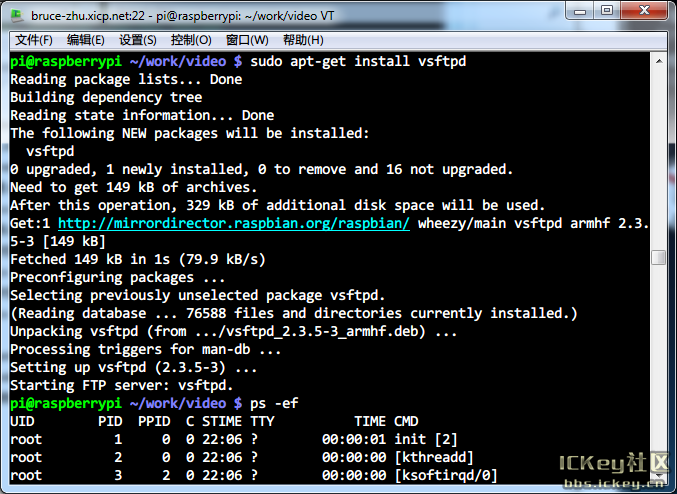 bruce-zhu.xicp.net:22 - pi@raspberrypi: ~/work/video VT
文件(F) 编辑(E) 设置(S) 控制(O) 窗口(W) 帮助(H)
pi@raspberrypi ~/work/video $ sudo apt-get install vsftpd
Reading package lists... Done
Building dependency tree
Reading state information... Done
The following NEW packages will be installed:
  vsftpd
0 upgraded, 1 newly installed, 0 to remove and 16 not upgraded.
Need to get 149 kB of archives.
After this operation, 329 kB of additional disk space will be used.
Get:1 http://mirrordirector.raspbian.org/raspbian/ wheezy/main vsftpd armhf 2.3.
5-3 [149 kB]
Fetched 149 kB in 1s (79.9 kB/s)
Preconfiguring packages ...
Selecting previously unselected package vsftpd.
(Reading database ... 76588 files and directories currently installed.)
Unpacking vsftpd (from .../vsftpd_2.3.5-3_armhf.deb) ...
Processing triggers for man-db ...
Setting up vsftpd (2.3.5-3) ...
Starting FTP server: vsftpd.
pi@raspberrypi ~/work/video $ ps -ef
UID        PID  PPID  C STIME TTY          TIME CMD
root         1     0  0 22:06 ?        00:00:01 init [2]
root         2     0  0 22:06 ?        00:00:00 [kthreadd]
root         3     2  0 22:06 ?        00:00:00 [ksoftirqd/0]
ICKey社区
bbs.ickey.cn